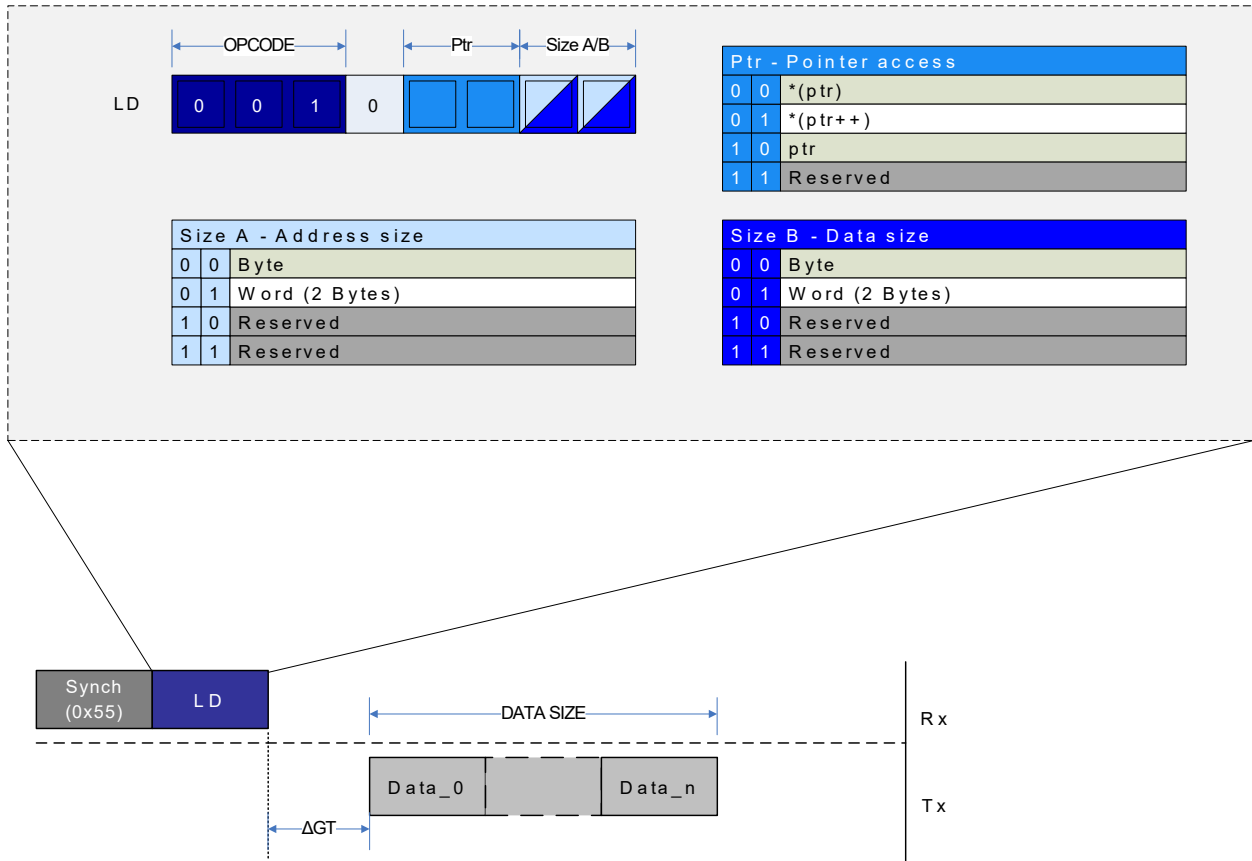 OPCODE Ptr Size A/B
LD 0 0 1 0
Ptr - Pointer access
0 0 *(ptr)
0 1 *(ptr++)
1 0 ptr
1 1 Reserved
Size A - Address size
0 0 Byte
0 1 Word (2 Bytes)
1 0 Reserved
1 1 Reserved
Size B - Data size
0 0 Byte
0 1 Word (2 Bytes)
1 0 Reserved
1 1 Reserved
Synch
(0x55)
LD
DATA SIZE
Rx
Data_0 Data_n
Tx
ΔGT